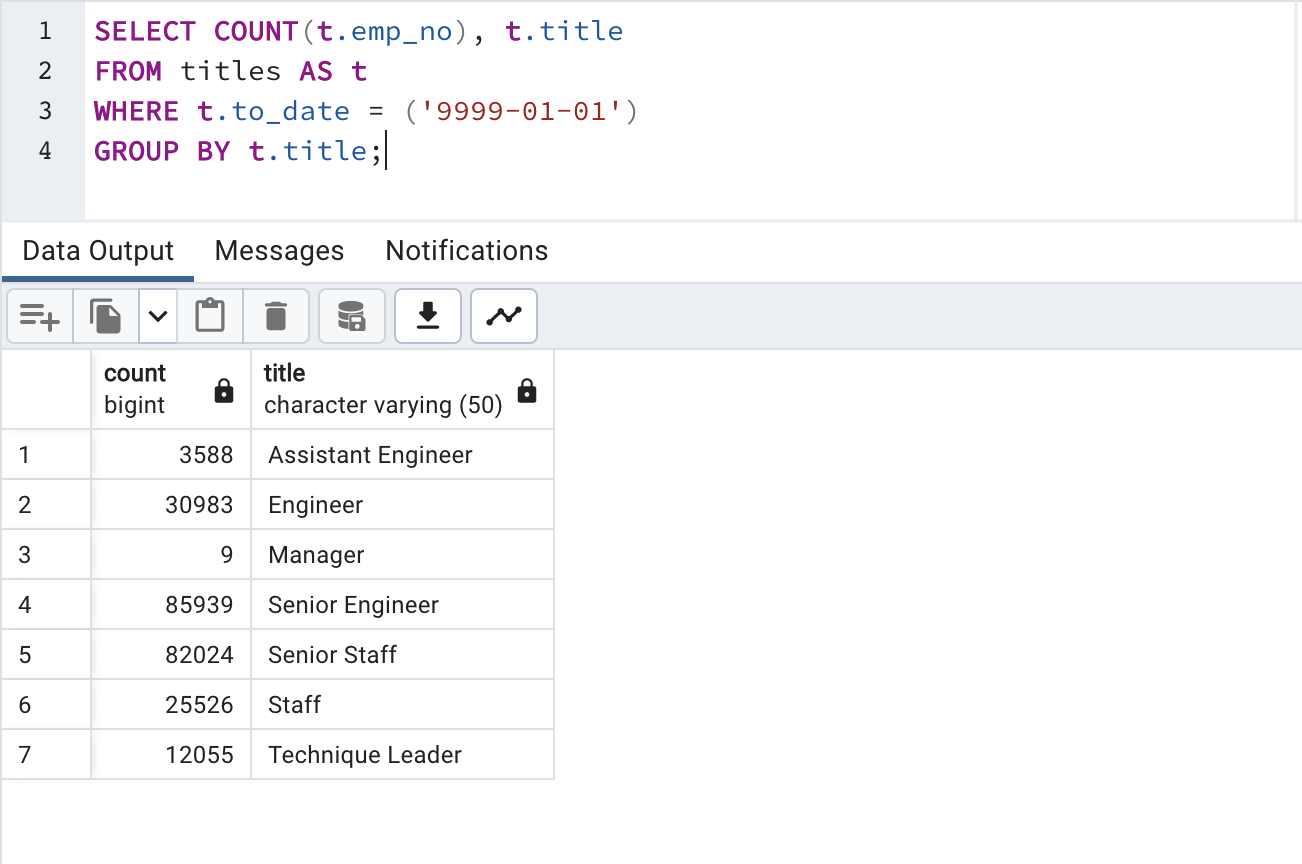 1 SELECT COUNT(t.emp_no), t.title
2 FROM titles AS t
3 WHERE t.to_date = ('9999-01-01')
4 GROUP BY t.title;
Data Output Messages Notifications
count title
bigint character varying (50)
1 3588 Assistant Engineer
2 30983 Engineer
3 9 Manager
4 85939 Senior Engineer
5 82024 Senior Staff
6 25526 Staff
7 12055 Technique Leader